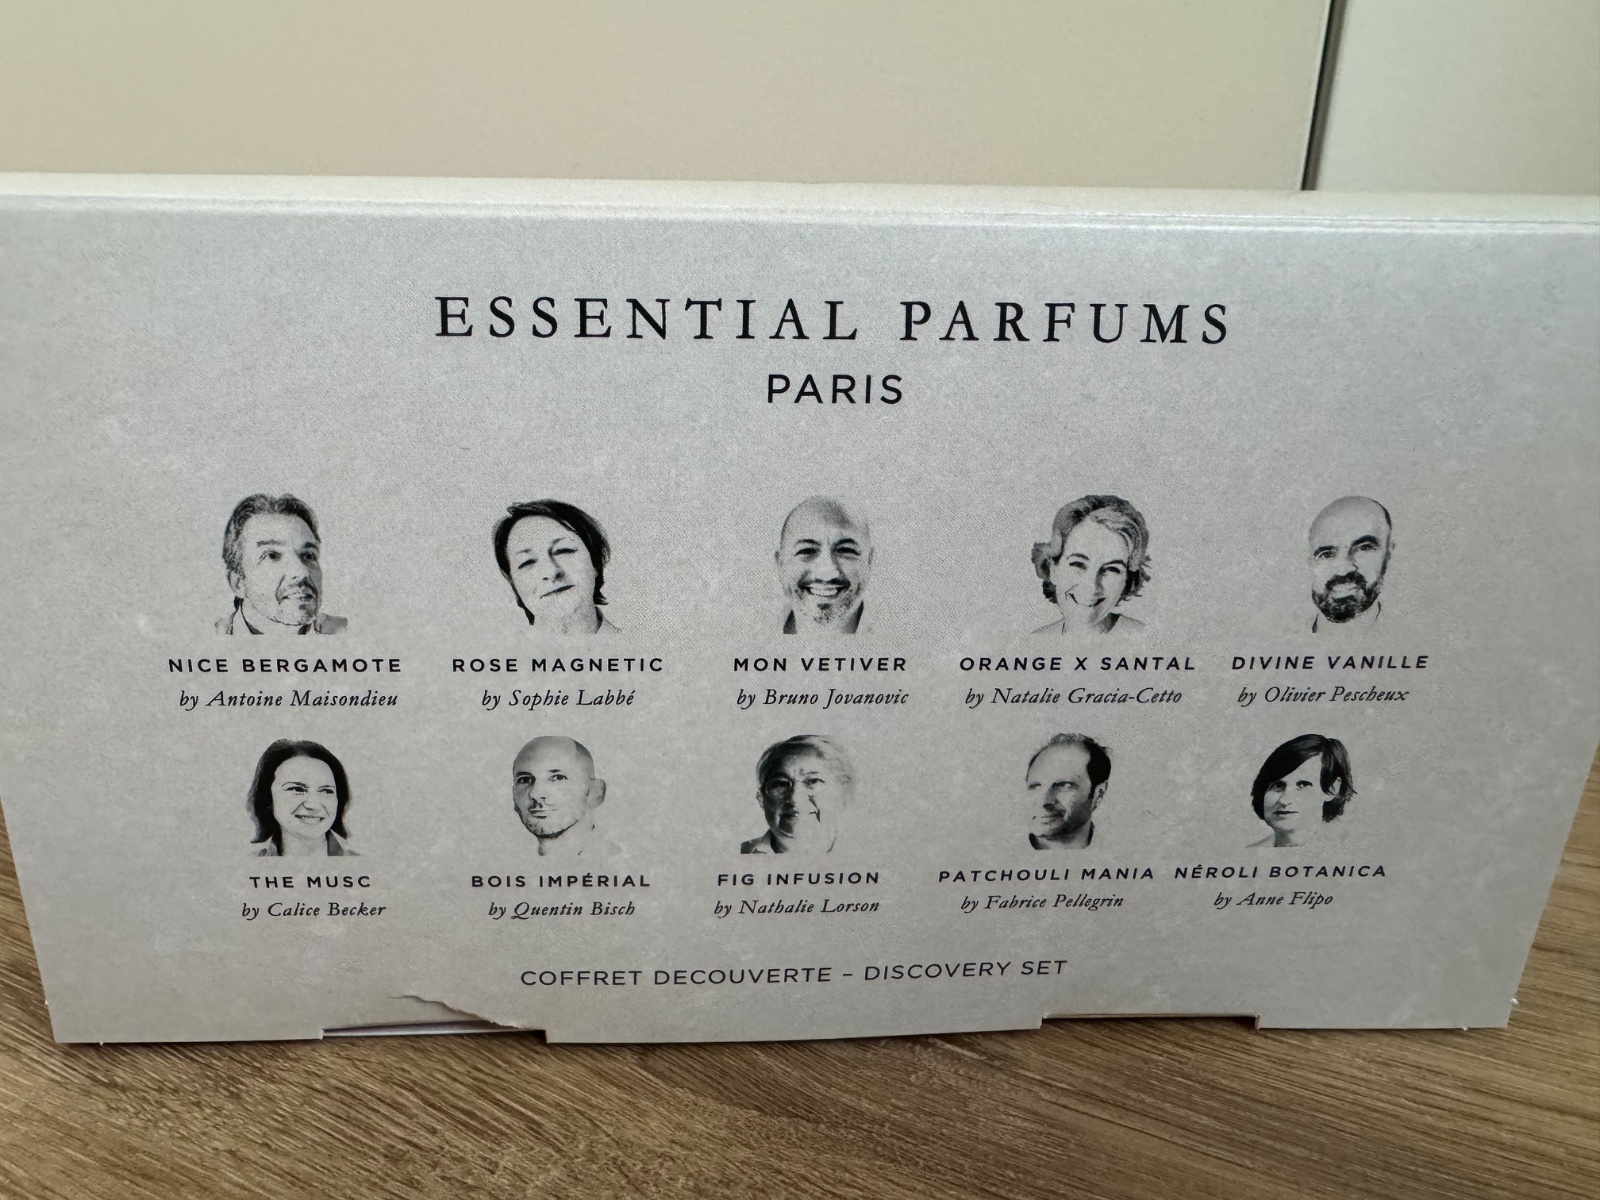 ESSENTIAL PARFUMS
PARIS
NICE BERGAMOTE
by Antoine Maisondieu
ROSE MAGNETIC
by Sophie Labbé
MON VETIVER
by Bruno Jovanovic
ORANGE X SANTAL
by Natalie Gracia-Cetto
DIVINE VANILLE
by Olivier Pescheux
THE MUSC
by Calice Becker
BOIS IMPÉRIAL
by Quentin Bisch
FIG INFUSION
by Nathalie Lorson
PATCHOULI MANIA
by Fabrice Pellegrin
NÉROLI BOTANICA
by Anne Flipo
COFFRET DECOUVERTE – DISCOVERY SET